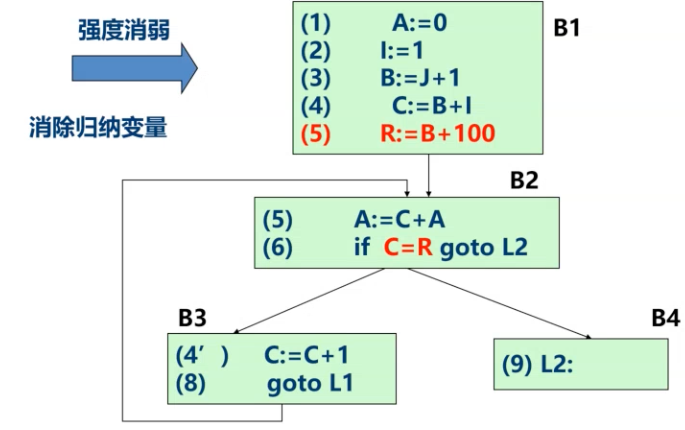 强度消弱
消除归纳变量
B1
(1) A:=0
(2) I:=1
(3) B:=J+1
(4) C:=B+I
(5) R:=B+100
B2
(5) A:=C+A
(6) if C=R goto L2
B3
(4′) C:=C+1
(8) goto L1
B4
(9) L2: